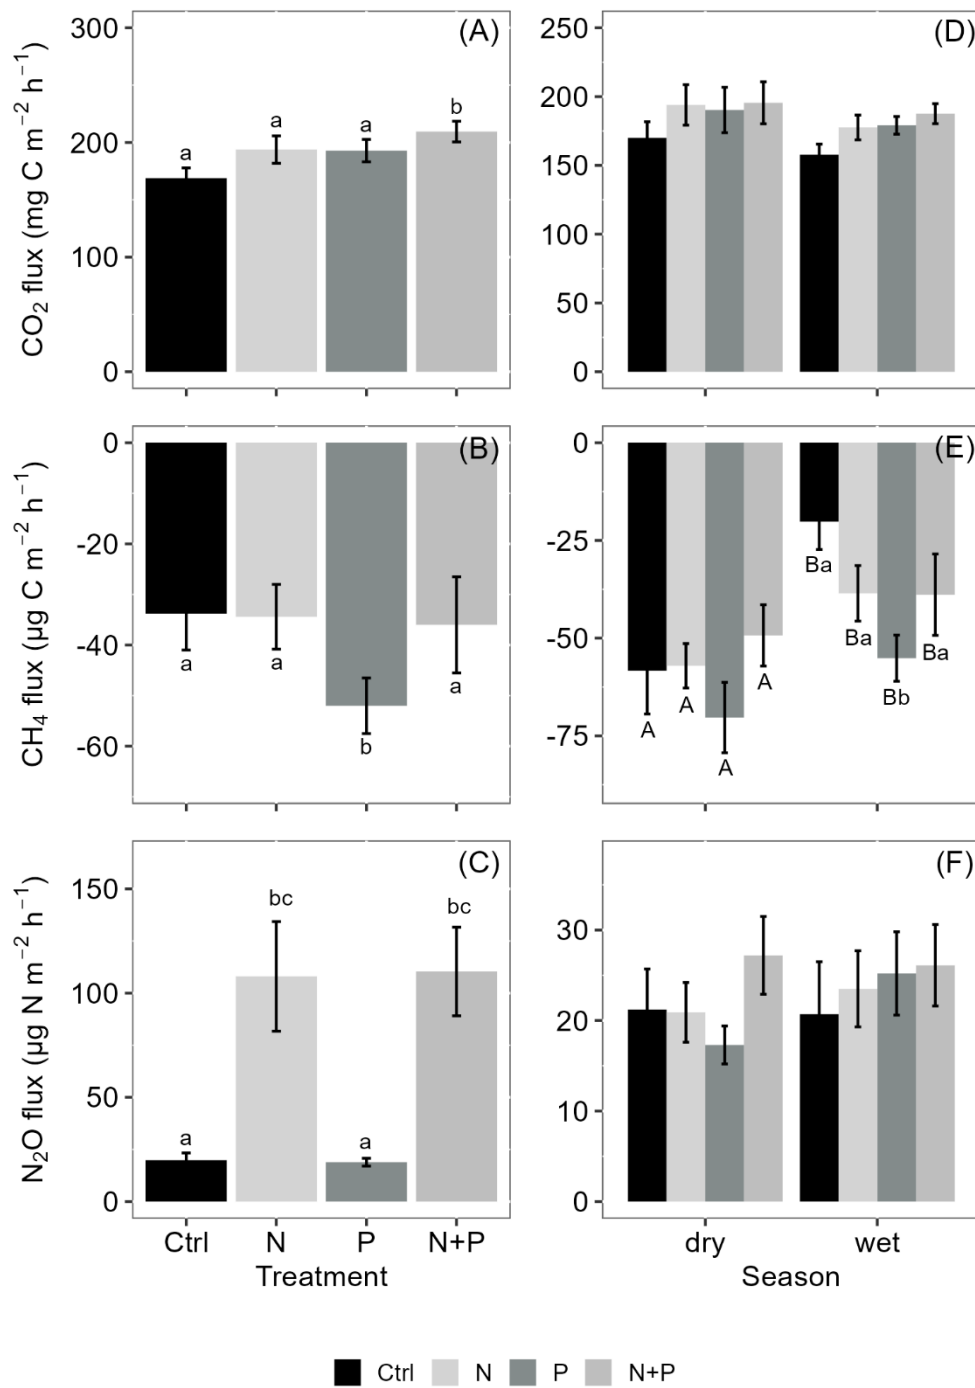 (A)
CO₂ flux (mg C m⁻² h⁻¹)
300
200
100
0
a
a
a
b
(D)
250
200
150
100
50
0
(B)
CH₄ flux (µg C m⁻² h⁻¹)
0
-20
-40
-60
a
a
b
a
(E)
0
-25
-50
-75
A
A
A
A
Ba
Ba
Bb
Ba
(C)
N₂O flux (µg N m⁻² h⁻¹)
150
100
50
0
a
bc
a
bc
Ctrl N P N+P
Treatment
(F)
30
20
10
0
dry wet
Season
Ctrl N P N+P